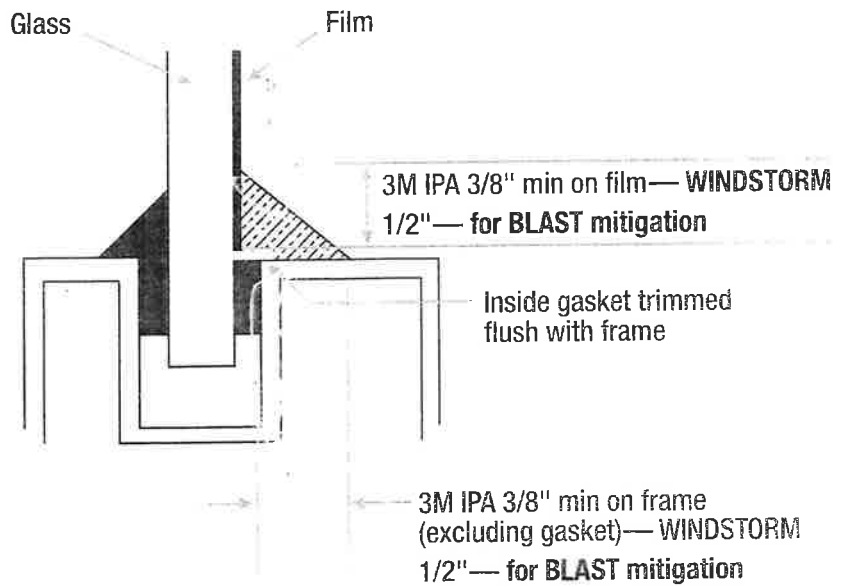 Glass
Film
3M IPA 3/8" min on film— WINDSTORM
1/2"— for BLAST mitigation
Inside gasket trimmed
flush with frame
3M IPA 3/8" min on frame
(excluding gasket)— WINDSTORM
1/2"— for BLAST mitigation